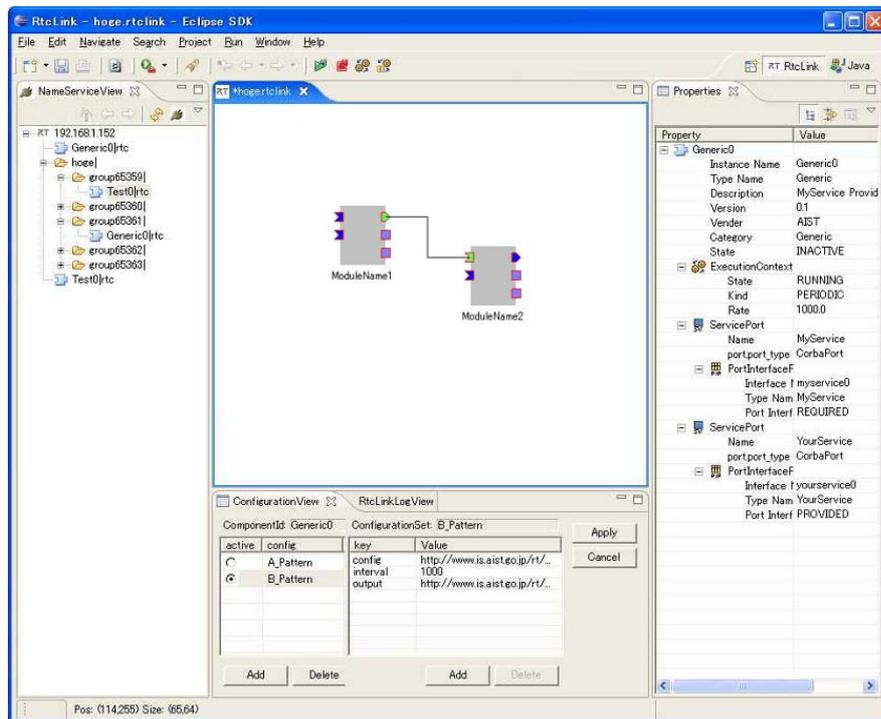 RtcLink - hoge.rtclink - Eclipse SDK
File Edit Navigate Search Project Run Window Help
RT RtcLink Java
NameServiceView
RT 192.168.1.152
Generic0|rtc
hoge|
group65359|
Test0|rtc
group65360|
group65361|
Generic0|rtc
group65362|
group65363|
Test0|rtc
RT *hoge.rtclink
ModuleName1
ModuleName2
ConfigurationView RtcLinkLogView
ComponentId: Generic0 ConfigurationSet: B_Pattern
active config
A_Pattern
B_Pattern
key Value
config http://www.is.aist.go.jp/rt/...
interval 1000
output http://www.is.aist.go.jp/rt/...
Apply
Cancel
Add Delete Add Delete
Properties
Property Value
Generic0
Instance Name Generic0
Type Name Generic
Description MyService Provid
Version 0.1
Vender AIST
Category Generic
State INACTIVE
ExecutionContext
State RUNNING
Kind PERIODIC
Rate 1000.0
ServicePort
Name MyService
port.port_type CorbaPort
PortInterfaceF
Interface N myservice0
Type Nam MyService
Port Interf REQUIRED
ServicePort
Name YourService
port.port_type CorbaPort
PortInterfaceF
Interface N yourservice0
Type Nam YourService
Port Interf PROVIDED
Pos: (114,255) Size: (65,64)